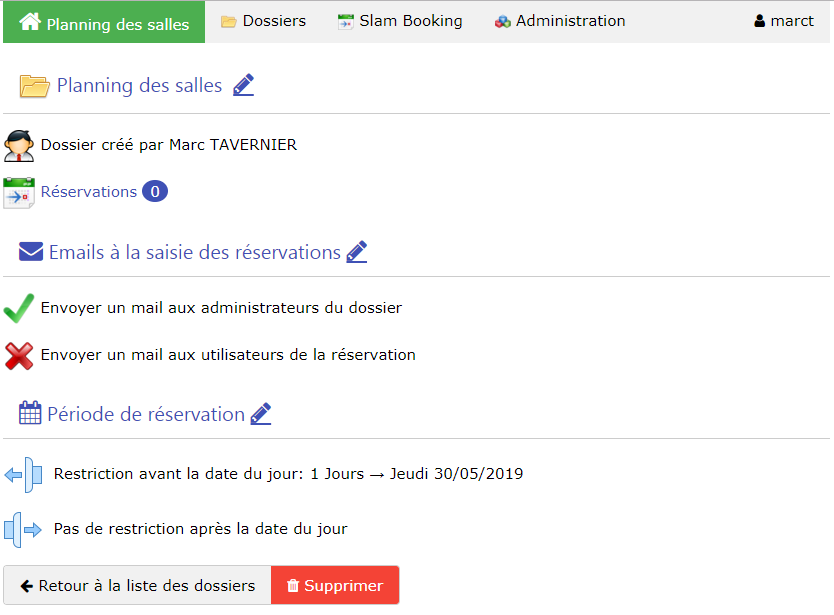 Planning des salles Dossiers Slam Booking Administration marct
Planning des salles
Dossier créé par Marc TAVERNIER
Réservations 0
Emails à la saisie des réservations
Envoyer un mail aux administrateurs du dossier
Envoyer un mail aux utilisateurs de la réservation
Période de réservation
Restriction avant la date du jour: 1 Jours → Jeudi 30/05/2019
Pas de restriction après la date du jour
Retour à la liste des dossiers Supprimer